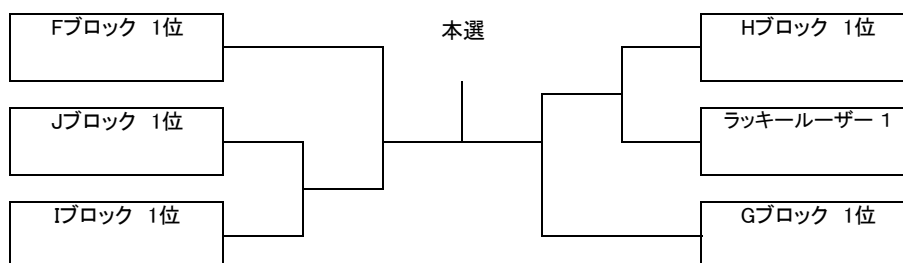 Fブロック 1位
本選
Hブロック 1位
Jブロック 1位
ラッキールーザー 1
Iブロック 1位
Gブロック 1位